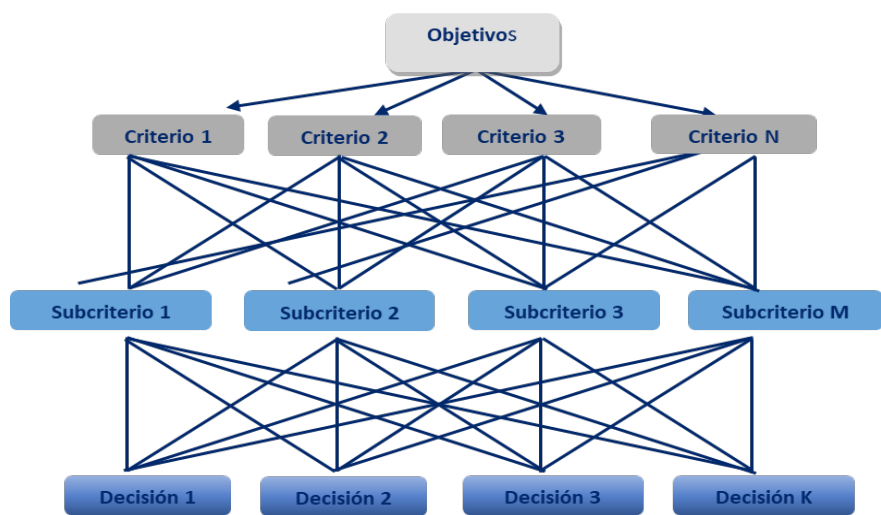 Objetivos
Criterio 1
Criterio 2
Criterio 3
Criterio N
Subcriterio 1
Subcriterio 2
Subcriterio 3
Subcriterio M
Decisión 1
Decisión 2
Decisión 3
Decisión K